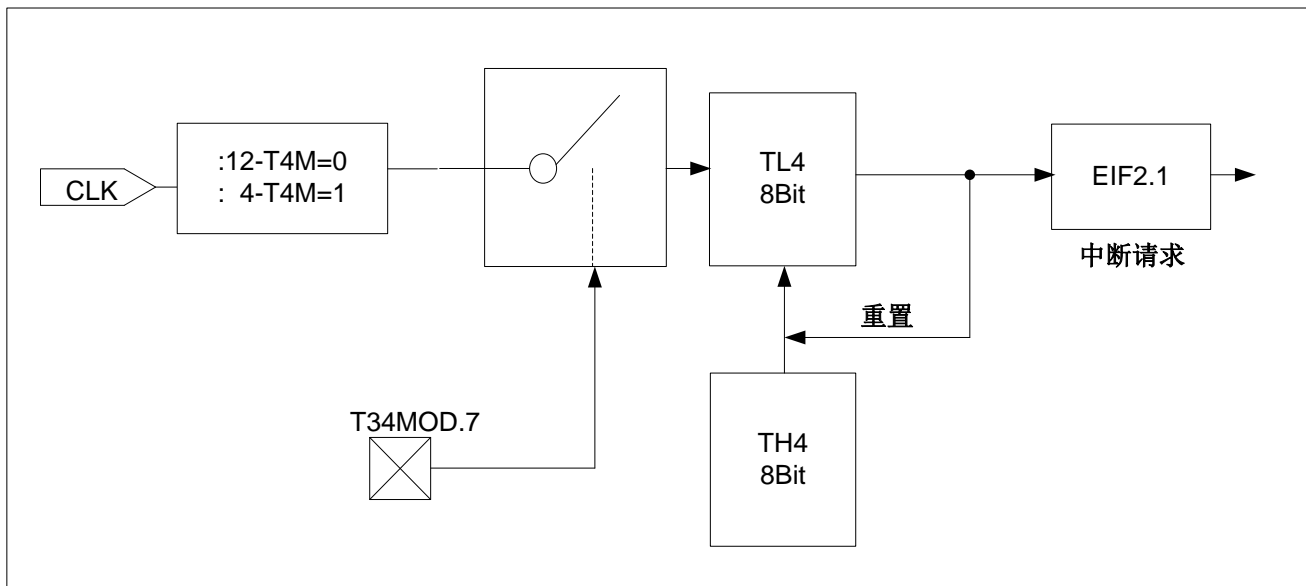 CLK
:12-T4M=0
: 4-T4M=1
TL4
8Bit
EIF2.1
中断请求
重置
T34MOD.7
TH4
8Bit